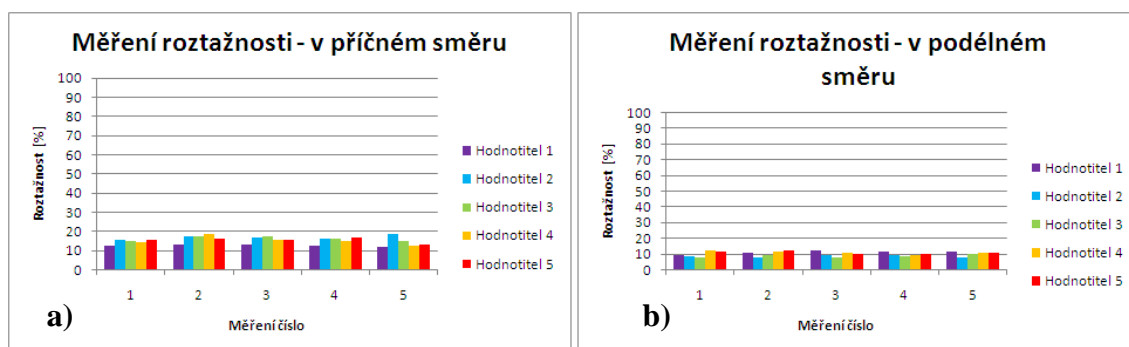 Měření roztažnosti - v příčném směru
100
90
80
70
60
50
40
30
20
10
0
Roztažnost [%]
1 2 3 4 5
Měření číslo
Hodnotitel 1
Hodnotitel 2
Hodnotitel 3
Hodnotitel 4
Hodnotitel 5
a)
Měření roztažnosti - v podélném
směru
100
90
80
70
60
50
40
30
20
10
0
Roztažnost [%]
1 2 3 4 5
Měření číslo
Hodnotitel 1
Hodnotitel 2
Hodnotitel 3
Hodnotitel 4
Hodnotitel 5
b)